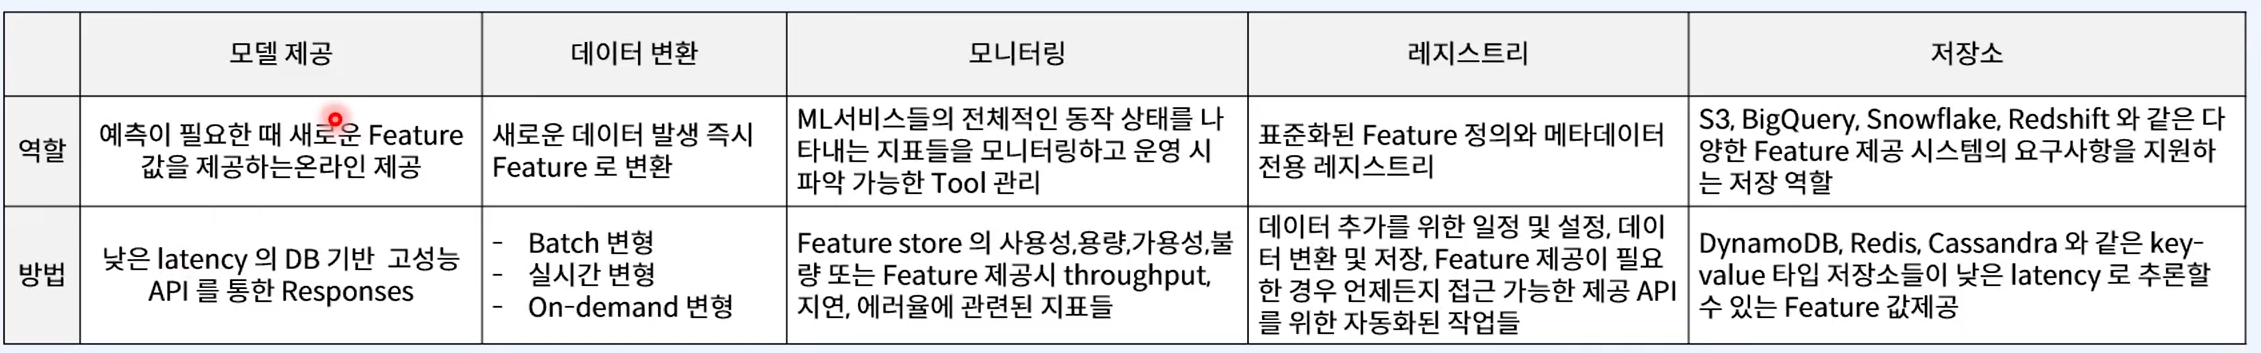 모델 제공
데이터 변환
모니터링
레지스트리
저장소
역할
예측이 필요한 때 새로운 Feature
값을 제공하는온라인 제공
새로운 데이터 발생 즉시
Feature 로 변환
ML서비스들의 전체적인 동작 상태를 나
타내는 지표들을 모니터링하고 운영 시
파악 가능한 Tool 관리
표준화된 Feature 정의와 메타데이터
전용 레지스트리
S3, BigQuery, Snowflake, Redshift 와 같은 다
양한 Feature 제공 시스템의 요구사항을 지원하
는 저장 역할
방법
낮은 latency 의 DB 기반 고성능
API 를 통한 Responses
- Batch 변형
- 실시간 변형
- On-demand 변형
Feature store 의 사용성,용량,가용성,불
량 또는 Feature 제공시 throughput,
지연, 에러율에 관련된 지표들
데이터 추가를 위한 일정 및 설정, 데이
터 변환 및 저장, Feature 제공이 필요
한 경우 언제든지 접근 가능한 제공 API
를 위한 자동화된 작업들
DynamoDB, Redis, Cassandra 와 같은 key-
value 타입 저장소들이 낮은 latency 로 추론할
수 있는 Feature 값제공